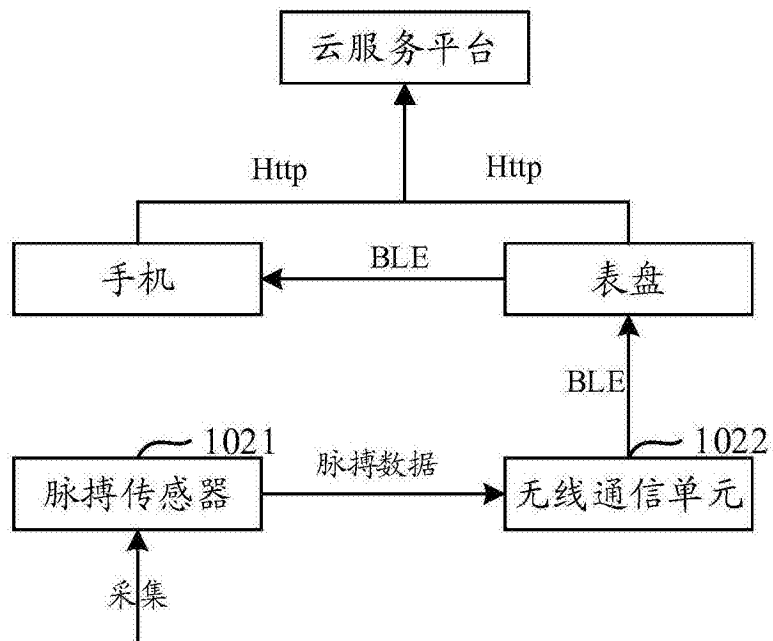 云服务平台
Http
Http
手机
BLE
表盘
BLE
1021
1022
脉搏传感器
脉搏数据
无线通信单元
采集